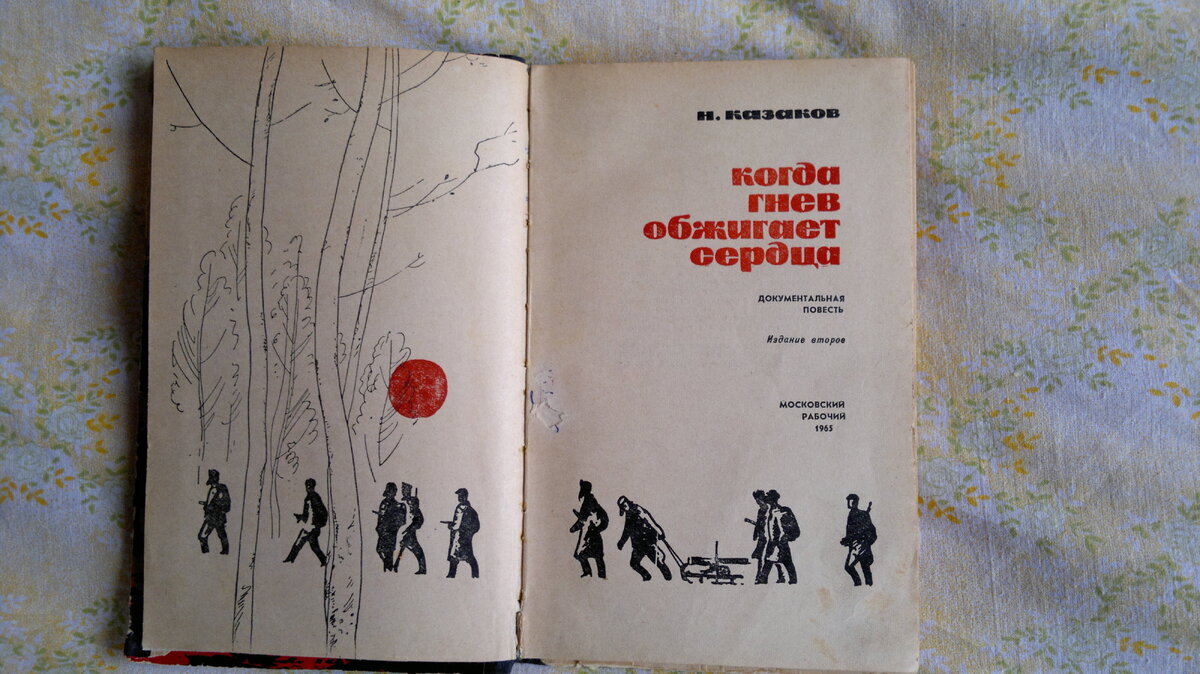 Н. КАЗАКОВ
КОГДА
ГНЕВ
ОБЖИГАЕТ
СЕРДЦА
ДОКУМЕНТАЛЬНАЯ
ПОВЕСТЬ
Издание второе
МОСКОВСКИЙ
РАБОЧИЙ
1965